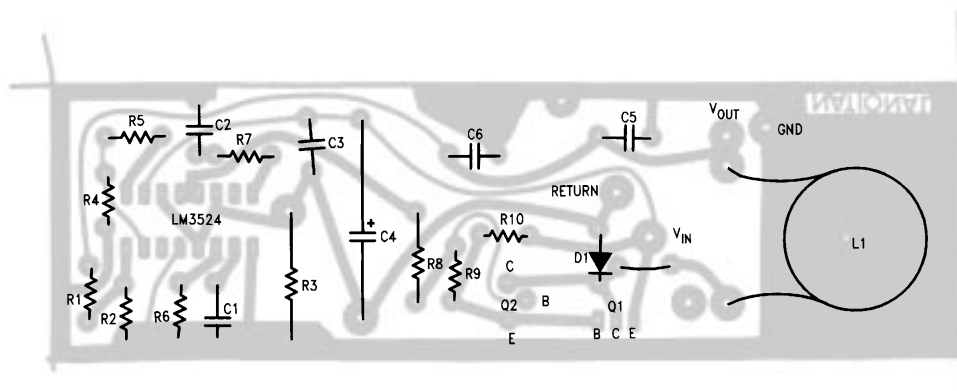 NATIONAL
VOUT
GND
R5
C2
R7
C3
C6
C5
R4
LM3524
RETURN
R10
VIN
C4
L1
R8
R9
C
D1
R1
R2
R6
C1
R3
Q2
B
Q1
E
B C E